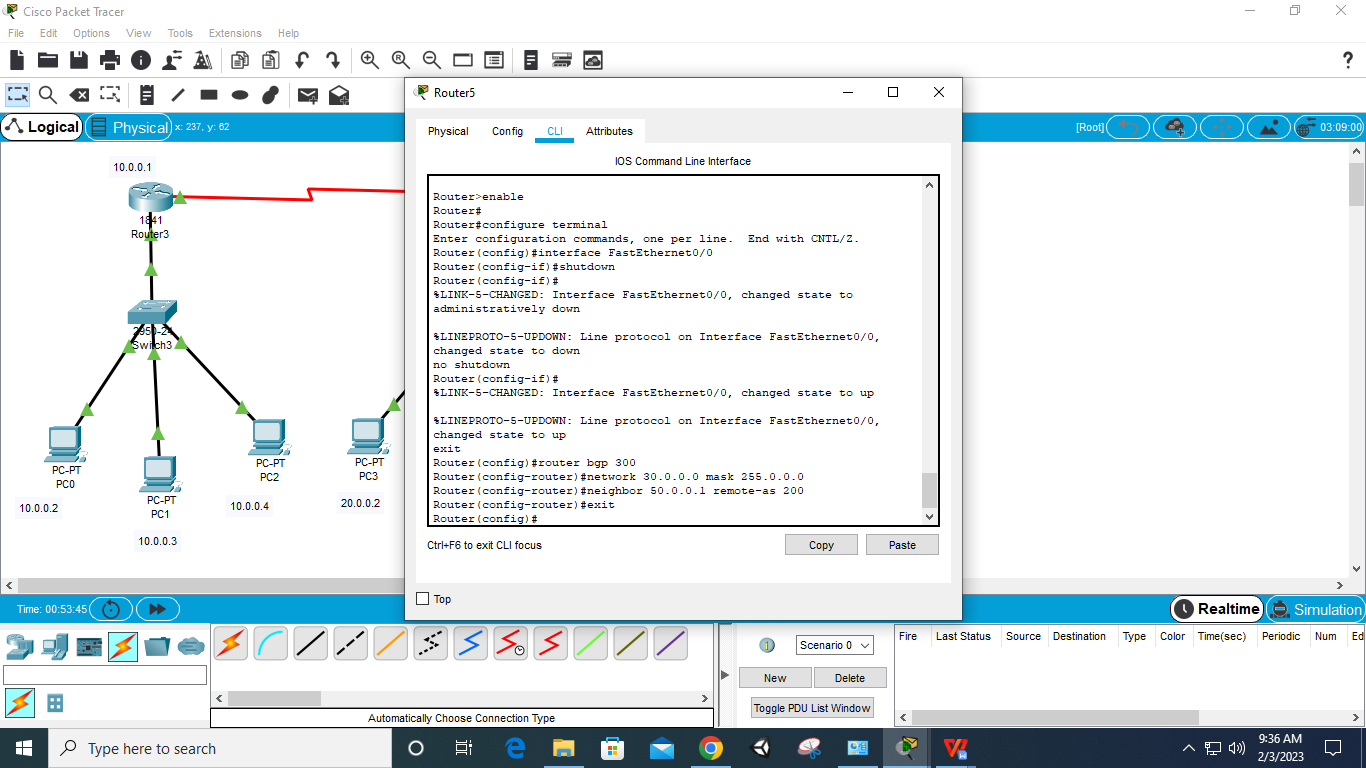 Cisco Packet Tracer
File Edit Options View Tools Extensions Help
Logical
Physical x: 237, y: 62
[Root]
03:09:00
10.0.0.1
1841
Router3
2950-24
Switch3
PC-PT
PC0
10.0.0.2
PC-PT
PC1
10.0.0.3
PC-PT
PC2
10.0.0.4
PC-PT
PC3
20.0.0.2
Router5
Physical Config CLI Attributes
IOS Command Line Interface
Router>enable
Router#
Router#configure terminal
Enter configuration commands, one per line.  End with CNTL/Z.
Router(config)#interface FastEthernet0/0
Router(config-if)#shutdown
Router(config-if)#
%LINK-5-CHANGED: Interface FastEthernet0/0, changed state to
administratively down
%LINEPROTO-5-UPDOWN: Line protocol on Interface FastEthernet0/0,
changed state to down
no shutdown
Router(config-if)#
%LINK-5-CHANGED: Interface FastEthernet0/0, changed state to up
%LINEPROTO-5-UPDOWN: Line protocol on Interface FastEthernet0/0,
changed state to up
exit
Router(config)#router bgp 300
Router(config-router)#network 30.0.0.0 mask 255.0.0.0
Router(config-router)#neighbor 50.0.0.1 remote-as 200
Router(config-router)#exit
Router(config)#
Ctrl+F6 to exit CLI focus
Copy
Paste
Top
Time: 00:53:45
Realtime
Simulation
Automatically Choose Connection Type
Scenario 0
New
Delete
Toggle PDU List Window
Fire Last Status Source Destination Type Color Time(sec) Periodic Num Ed
Type here to search
9:36 AM
2/3/2023